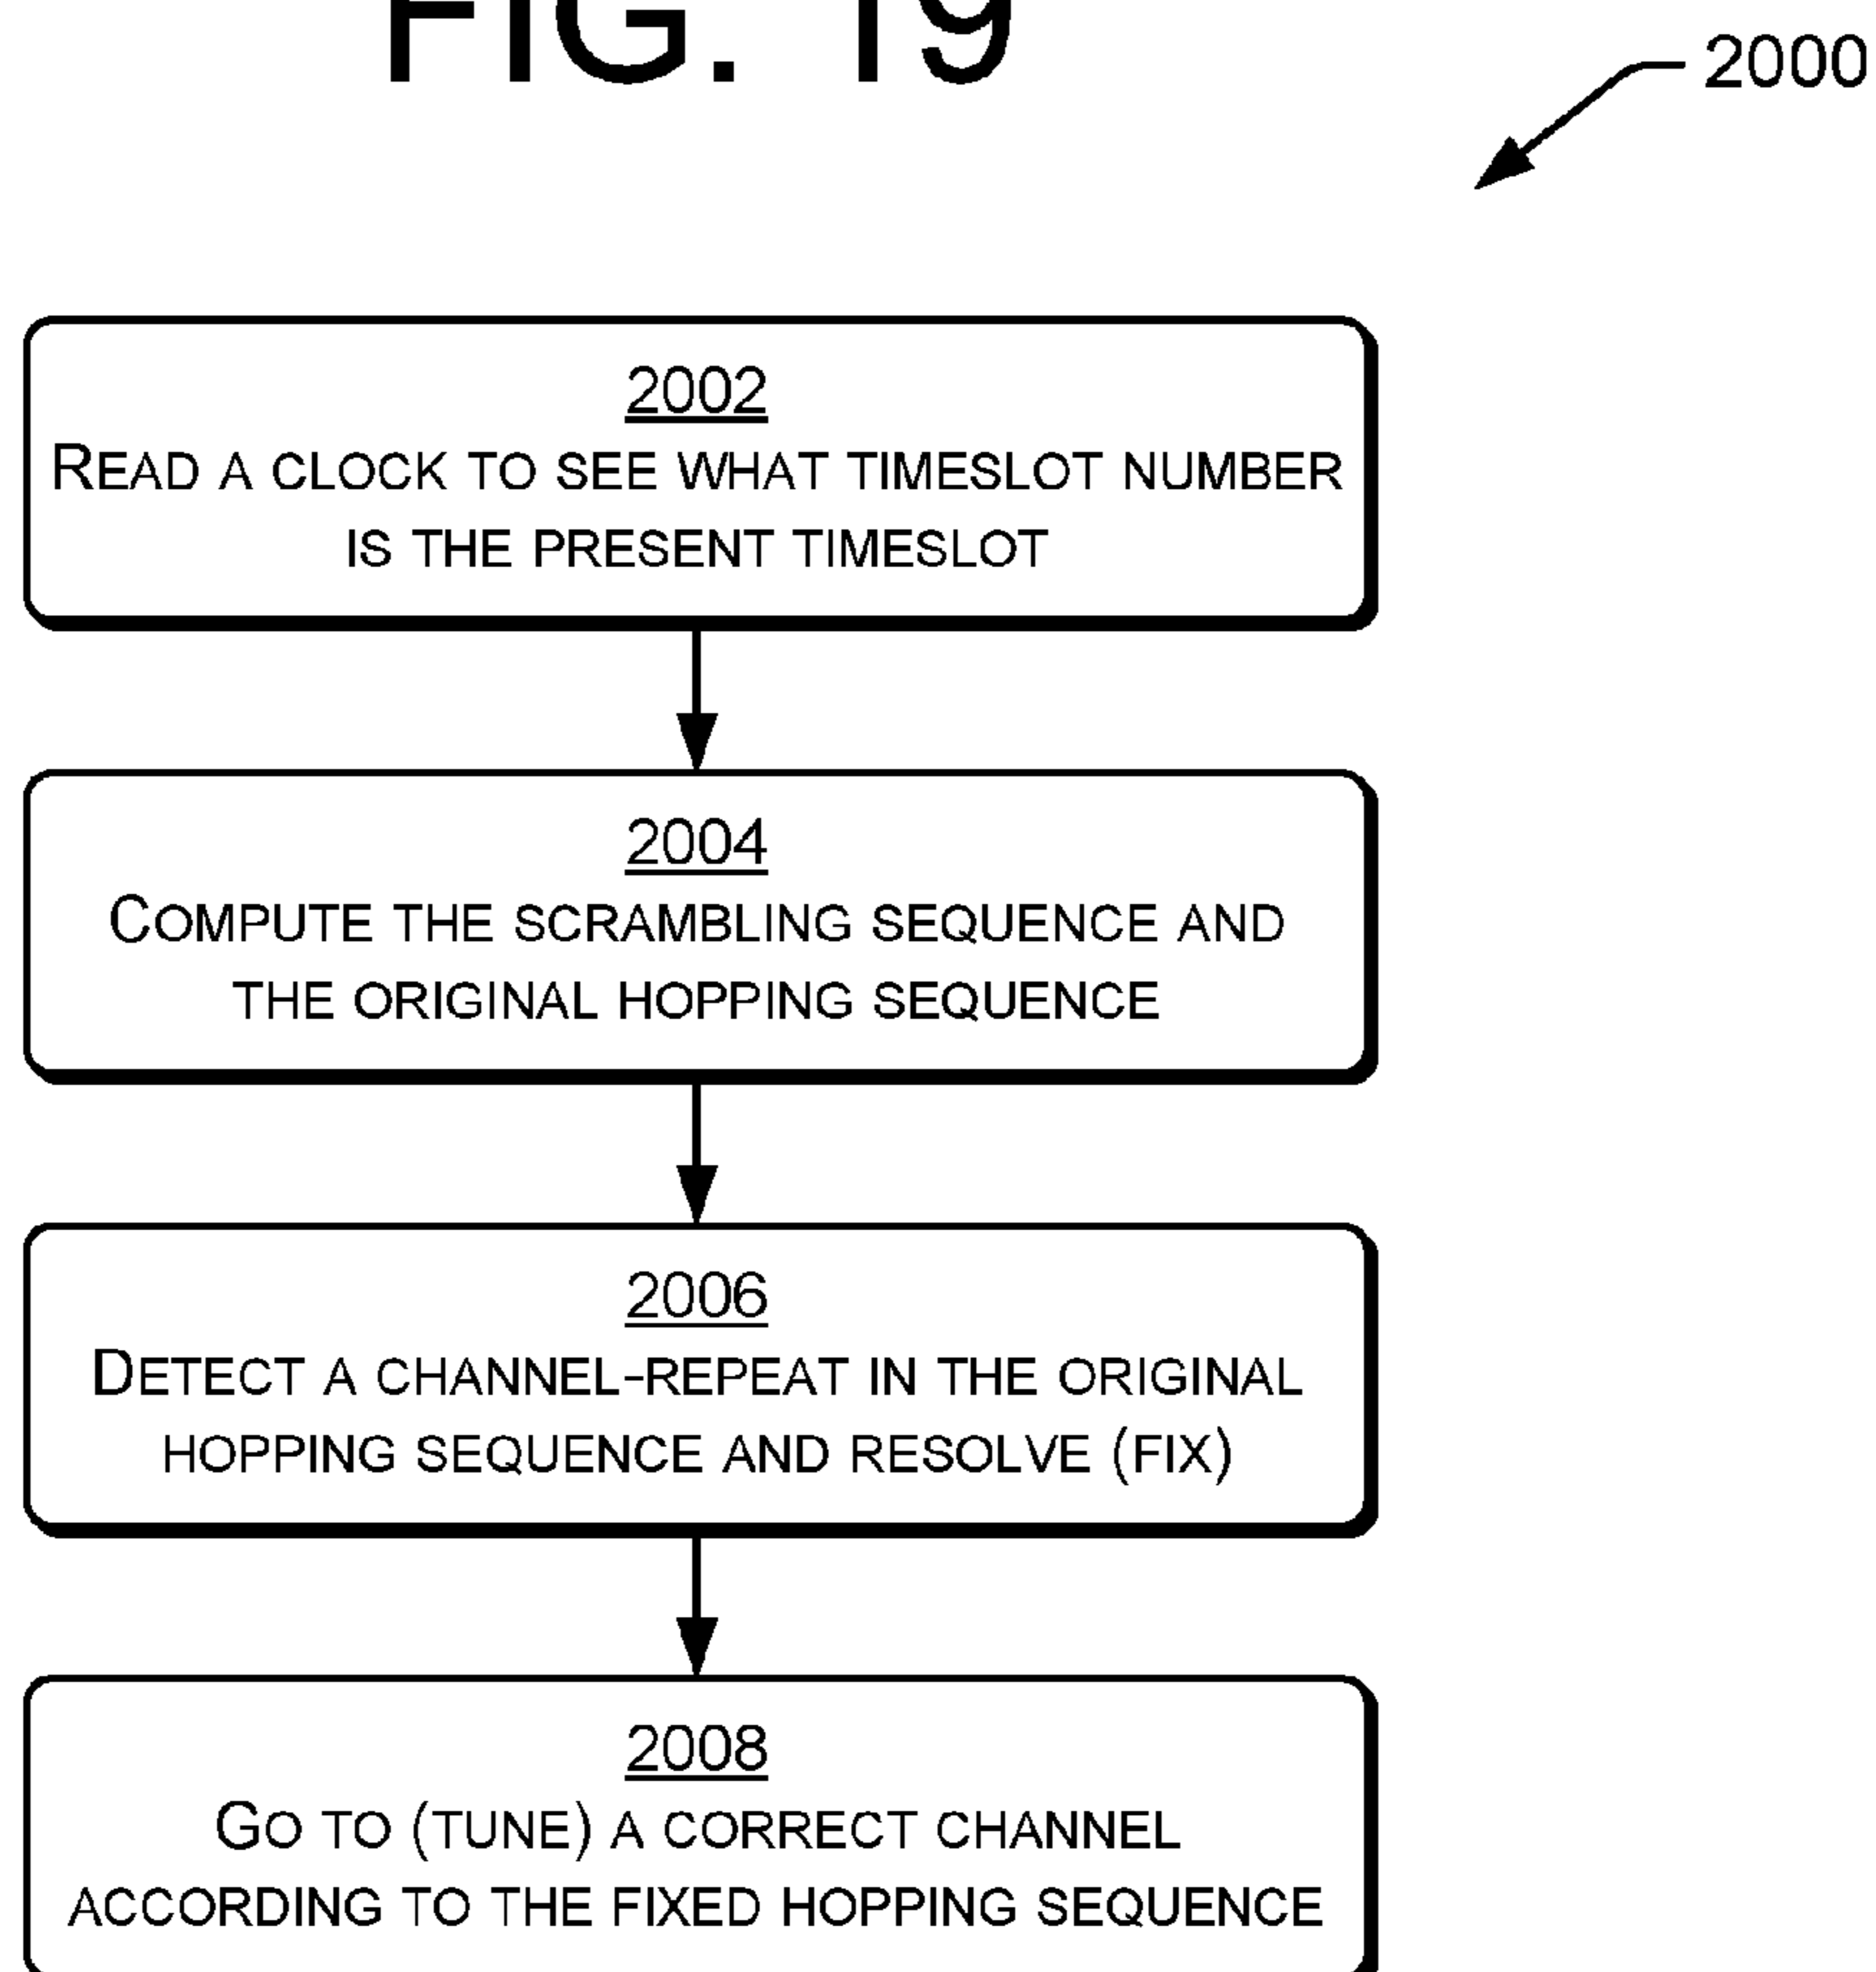 FIG. 19
2000
2002
READ A CLOCK TO SEE WHAT TIMESLOT NUMBER
IS THE PRESENT TIMESLOT
2004
COMPUTE THE SCRAMBLING SEQUENCE AND
THE ORIGINAL HOPPING SEQUENCE
2006
DETECT A CHANNEL-REPEAT IN THE ORIGINAL
HOPPING SEQUENCE AND RESOLVE (FIX)
2008
GO TO (TUNE) A CORRECT CHANNEL
ACCORDING TO THE FIXED HOPPING SEQUENCE